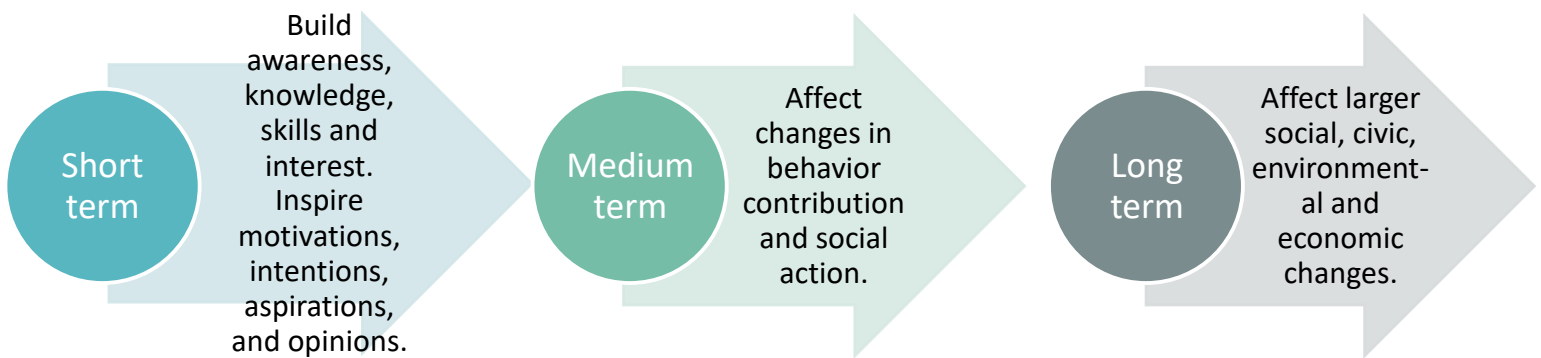 Short
term
Build
awareness,
knowledge,
skills and
interest.
Inspire
motivations,
intentions,
aspirations,
and opinions.
Medium
term
Affect
changes in
behavior
contribution
and social
action.
Long
term
Affect larger
social, civic,
environment-
al and
economic
changes.